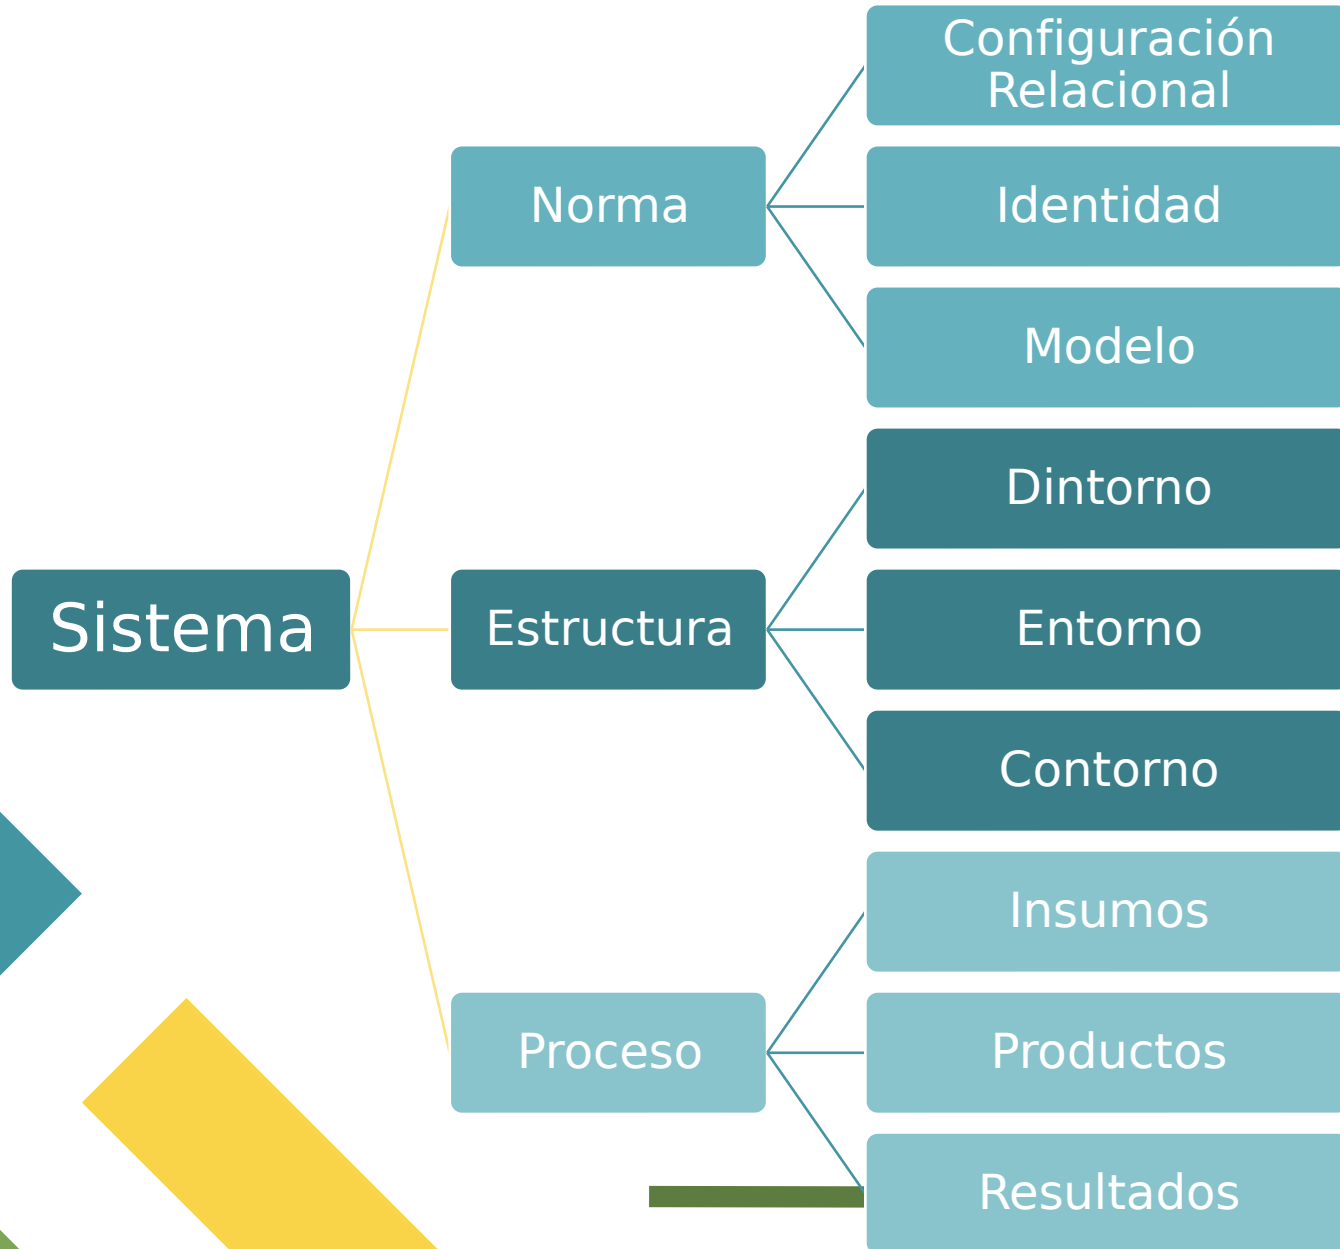 Configuración
Relacional
Norma
Identidad
Modelo
Dintorno
Sistema
Estructura
Entorno
Contorno
Insumos
Proceso
Productos
Resultados